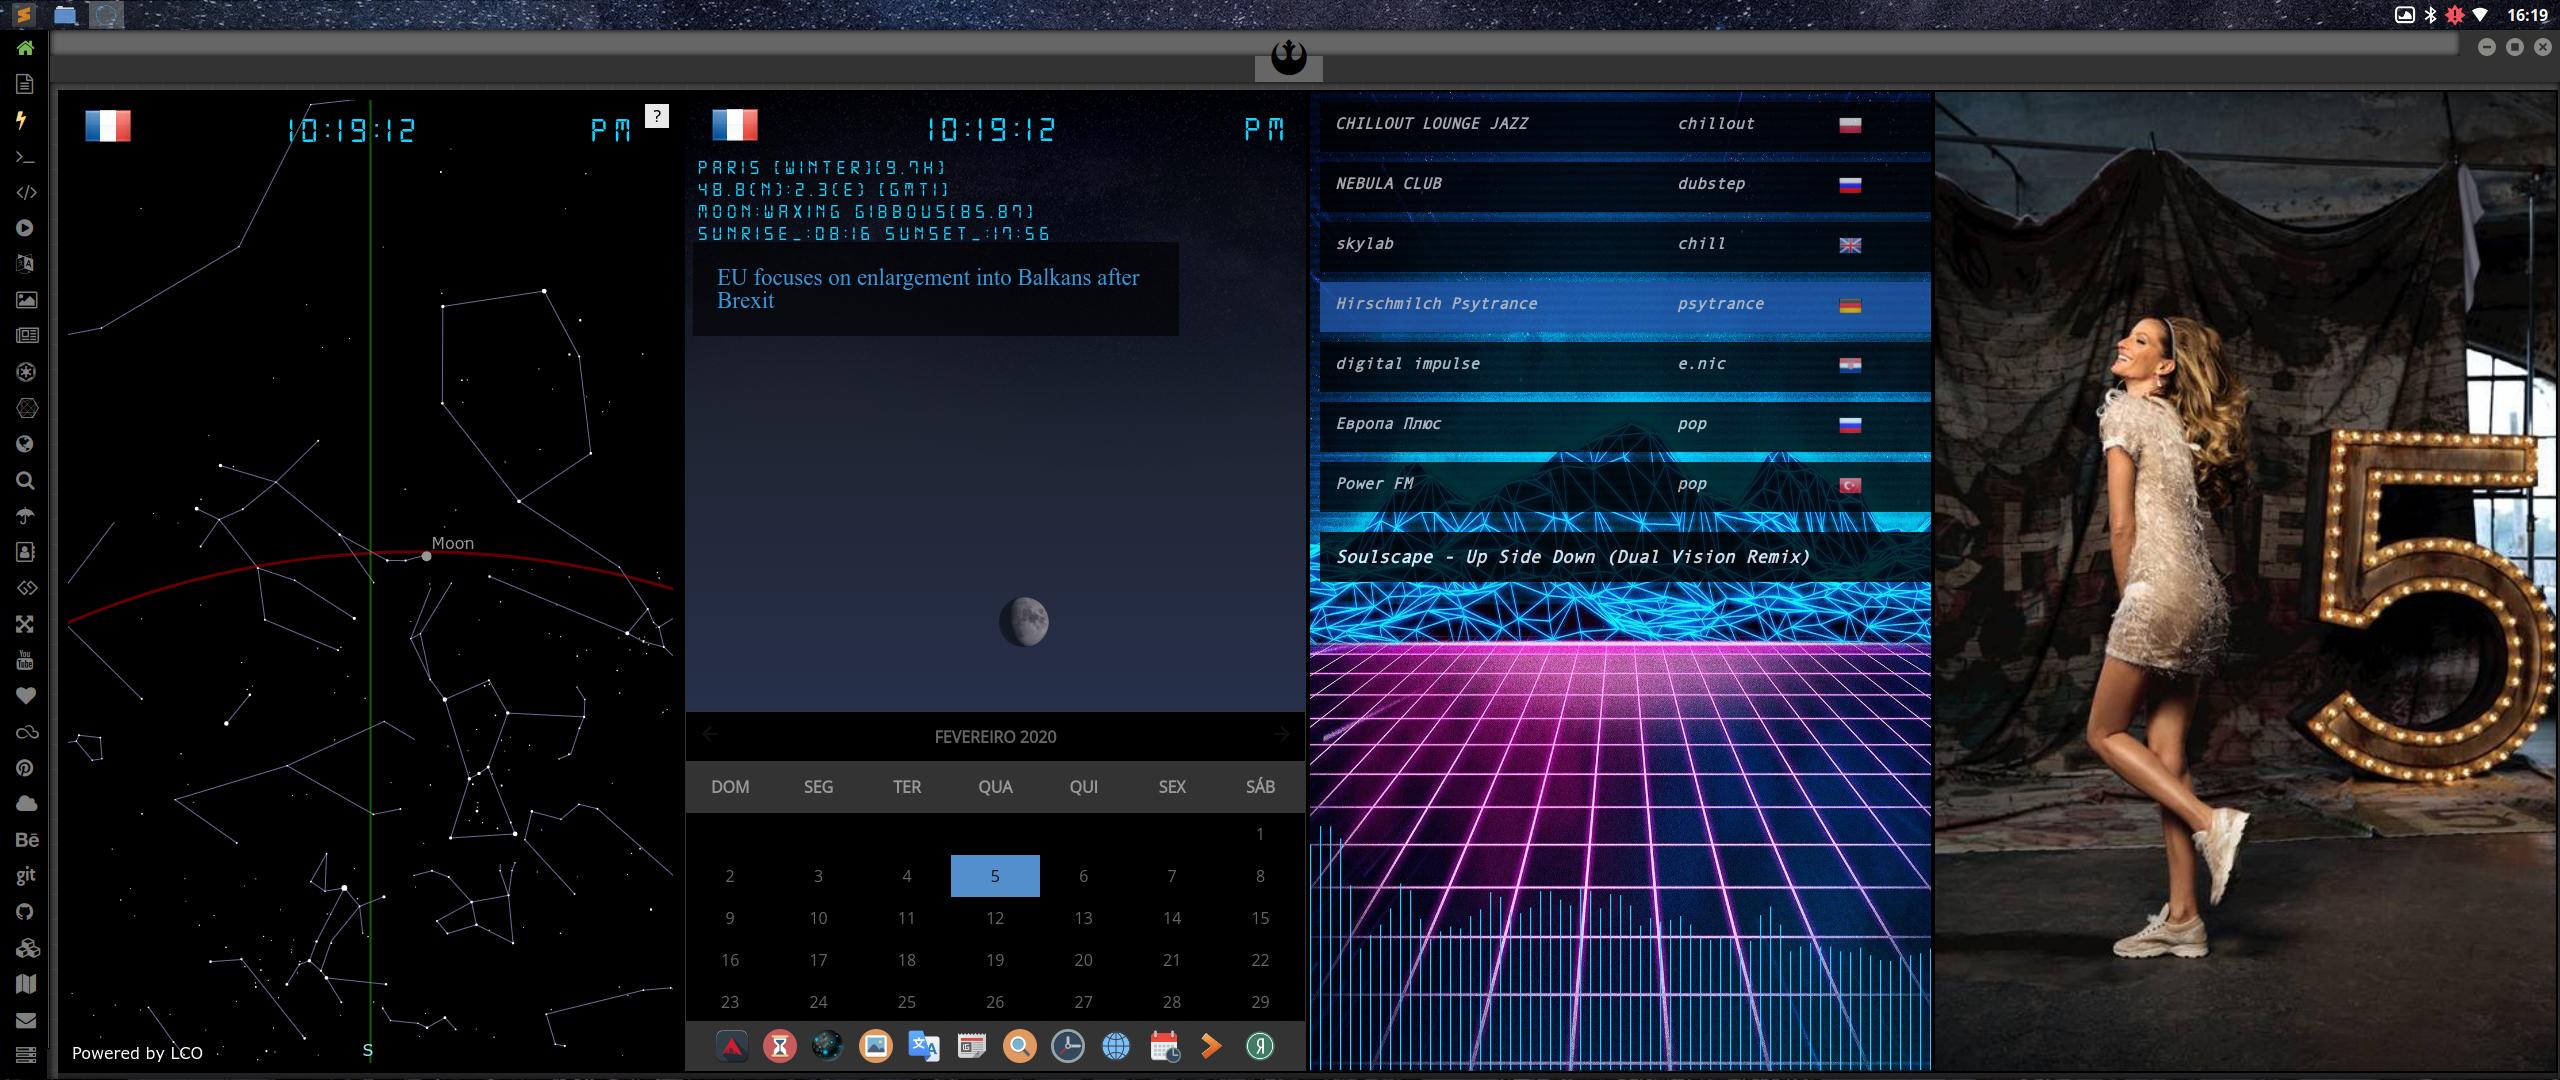 16:19
10:19:12 PM
?
Moon
S
Powered by LCO
10:19:12 PM
PARIS [WINTER][9.7H]
48.8[N]:2.3[E] [GMT1]
MOON:WAXING GIBBOUS[85.87]
SUNRISE_:08:16 SUNSET_:17:56
EU focuses on enlargement into Balkans after
Brexit
FEVEREIRO 2020
DOM SEG TER QUA QUI SEX SÁB
1
2 3 4 5 6 7 8
9 10 11 12 13 14 15
16 17 18 19 20 21 22
23 24 25 26 27 28 29
CHILLOUT LOUNGE JAZZ chillout
NEBULA CLUB dubstep
skylab chill
Hirschmilch Psytrance psytrance
digital impulse e.nic
Европа Плюс pop
Power FM pop
Soulscape - Up Side Down (Dual Vision Remix)
5
You
Tube
Bē
git